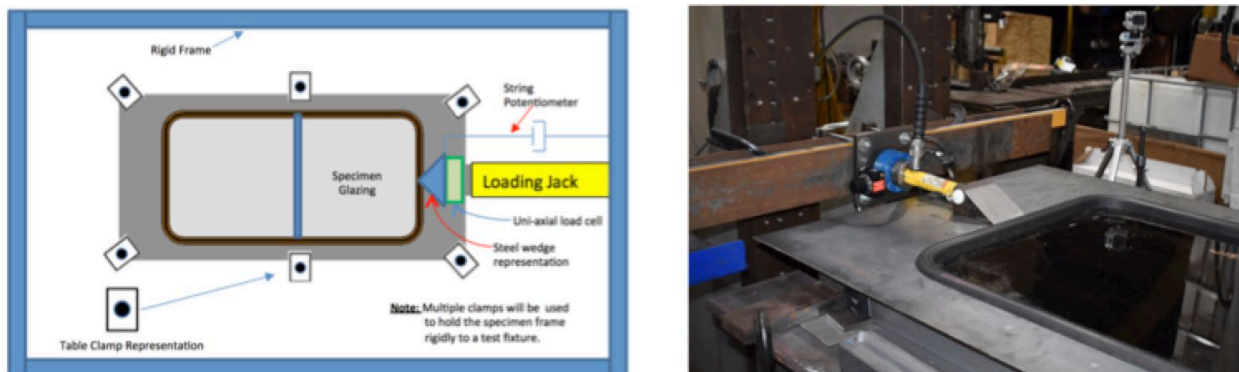 Rigid Frame
String
Potentiometer
Specimen
Glazing
Loading Jack
Uni-axial load cell
Steel wedge
representation
Note: Multiple clamps will be used
to hold the specimen frame
rigidly to a test fixture.
Table Clamp Representation